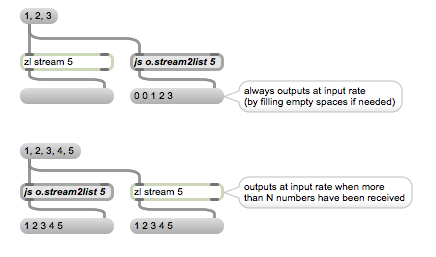 1, 2, 3
zl stream 5
js o.stream2list 5
0 0 1 2 3
always outputs at input rate
(by filling empty spaces if needed)
1, 2, 3, 4, 5
js o.stream2list 5
zl stream 5
1 2 3 4 5
1 2 3 4 5
outputs at input rate when more
than N numbers have been received